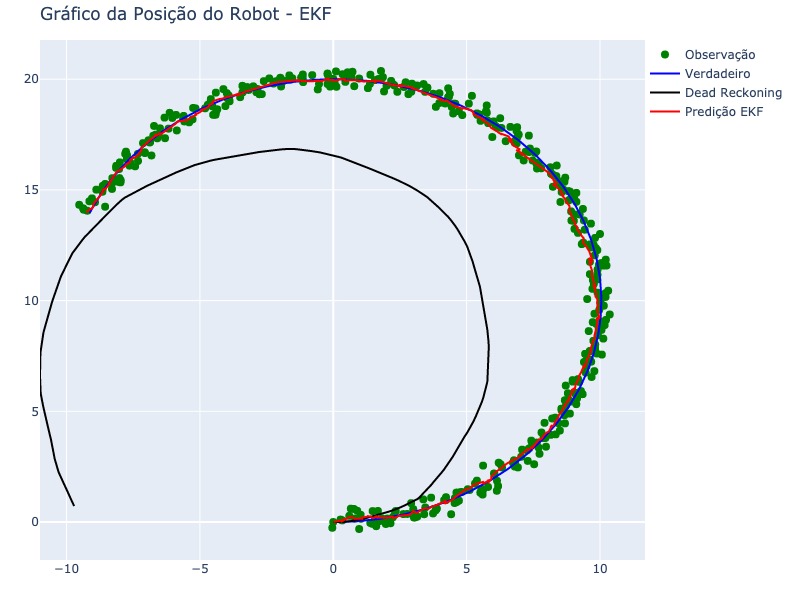 Gráfico da Posição do Robot - EKF
Observação
Verdadeiro
Dead Reckoning
Predição EKF
20
15
10
5
0
−10 −5 0 5 10